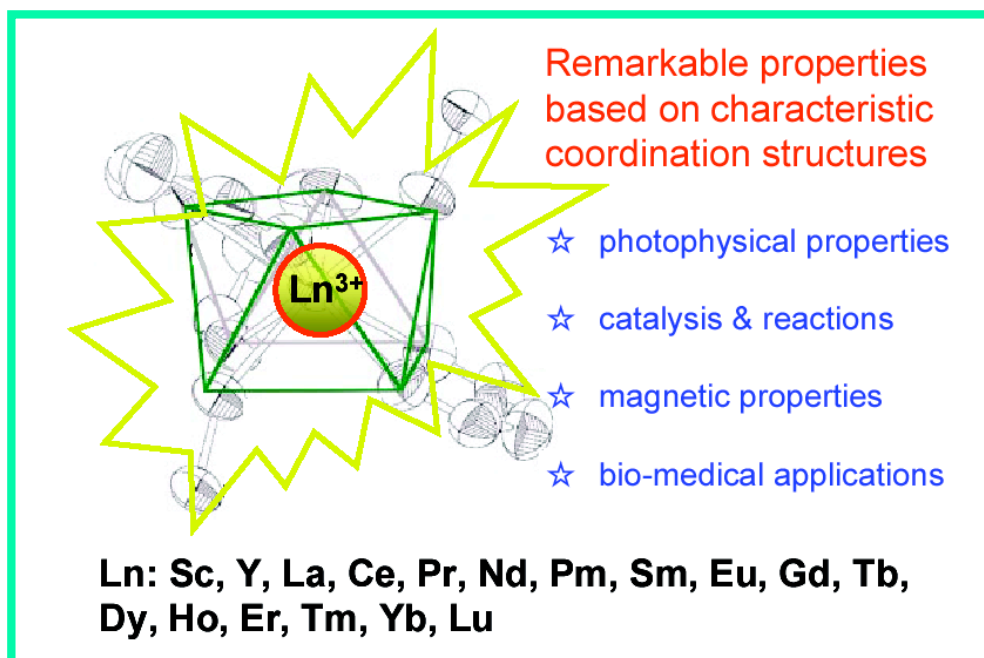 Remarkable properties
based on characteristic
coordination structures
☆ photophysical properties
Ln³⁺
☆ catalysis & reactions
☆ magnetic properties
☆ bio-medical applications
Ln: Sc, Y, La, Ce, Pr, Nd, Pm, Sm, Eu, Gd, Tb,
Dy, Ho, Er, Tm, Yb, Lu